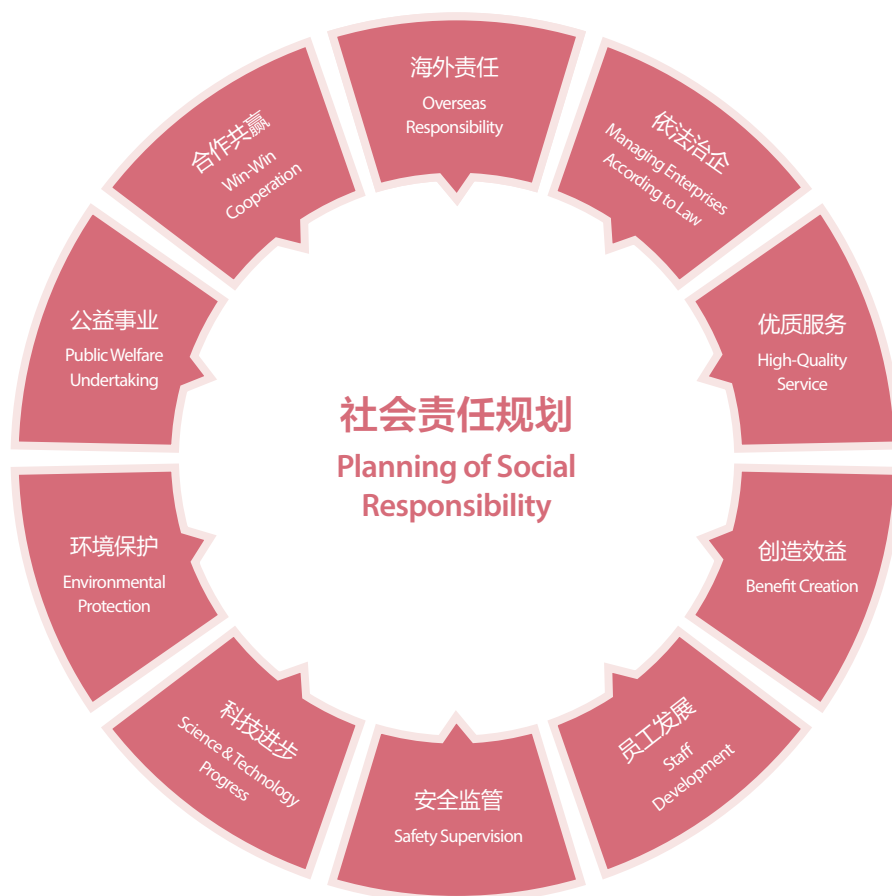 社会责任规划
Planning of Social
Responsibility
海外责任
Overseas
Responsibility
依法治企
Managing Enterprises
According to Law
优质服务
High-Quality
Service
创造效益
Benefit Creation
员工发展
Staff
Development
安全监管
Safety Supervision
科技进步
Science & Technology
Progress
环境保护
Environmental
Protection
公益事业
Public Welfare
Undertaking
合作共赢
Win-Win
Cooperation